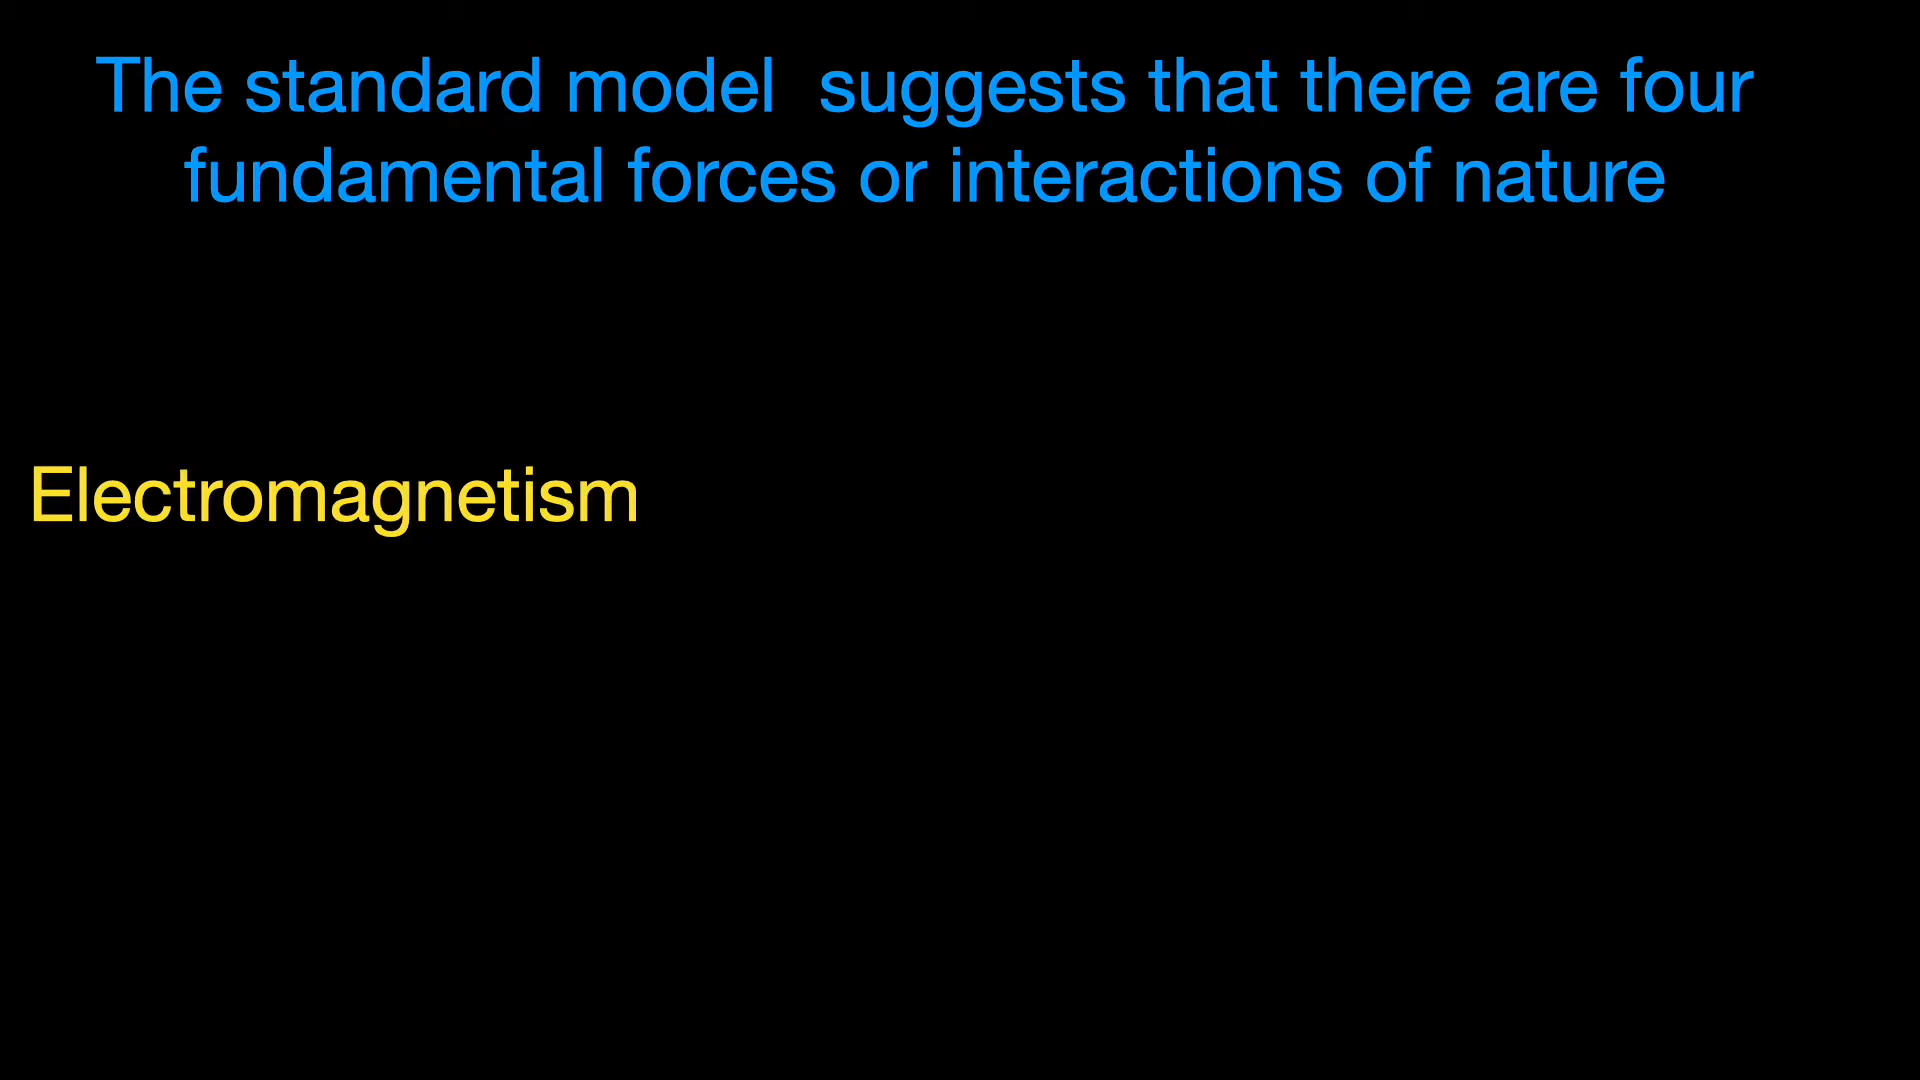 The standard model  suggests that there are four
fundamental forces or interactions of nature
Electromagnetism